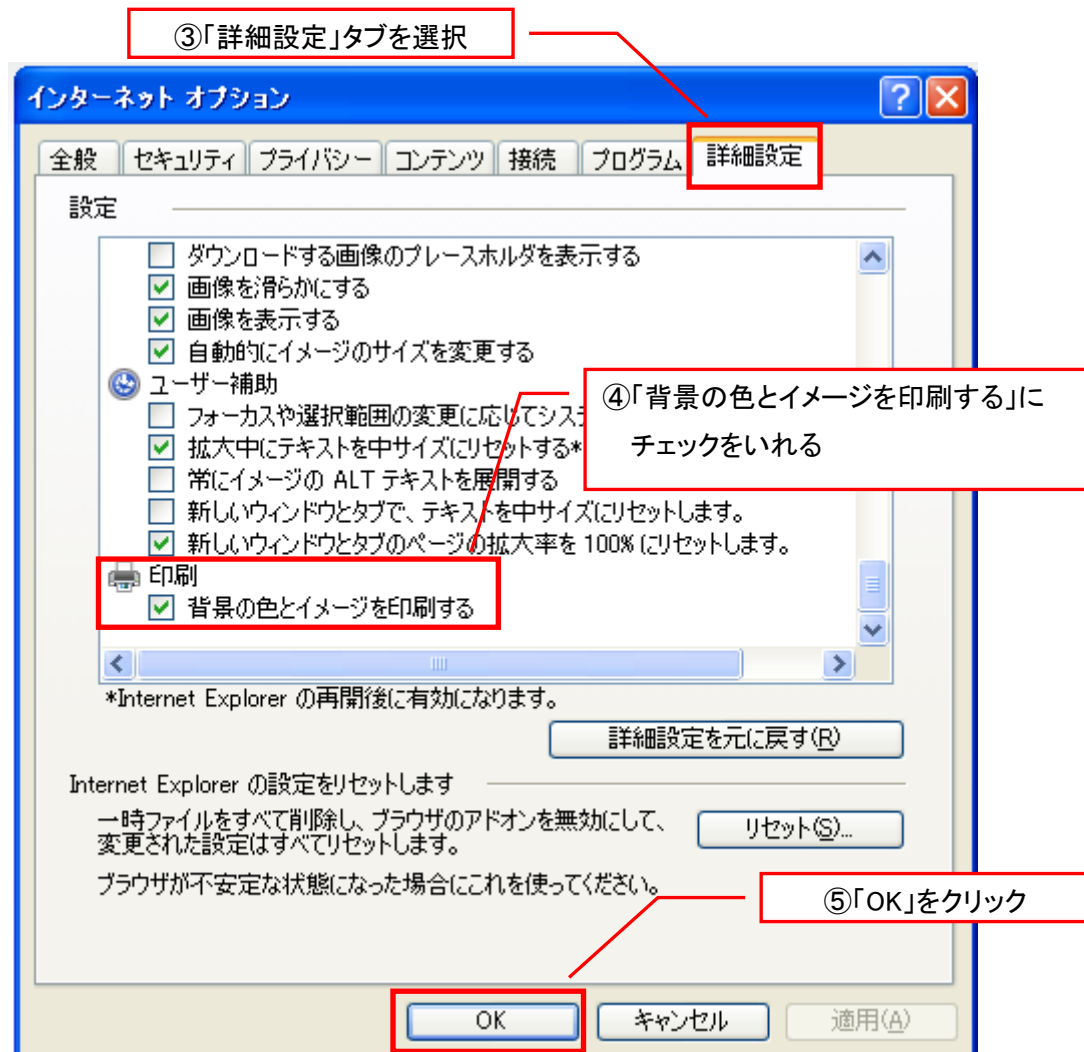 ③「詳細設定」タブを選択
インターネット オプション
全般 セキュリティ プライバシー コンテンツ 接続 プログラム 詳細設定
設定
ダウンロードする画像のプレースホルダを表示する
画像を滑らかにする
画像を表示する
自動的にイメージのサイズを変更する
ユーザー補助
フォーカスや選択範囲の変更に応じてシステ
拡大中にテキストを中サイズにリセットする*
常にイメージの ALT テキストを展開する
新しいウィンドウとタブで、テキストを中サイズにリセットします。
新しいウィンドウとタブのページの拡大率を 100% にリセットします。
④「背景の色とイメージを印刷する」に
チェックをいれる
印刷
背景の色とイメージを印刷する
*Internet Explorer の再開後に有効になります。
詳細設定を元に戻す(R)
Internet Explorer の設定をリセットします
一時ファイルをすべて削除し、ブラウザのアドオンを無効にして、
変更された設定はすべてリセットします。
リセット(S)...
ブラウザが不安定な状態になった場合にこれを使ってください。
⑤「OK」をクリック
OK キャンセル 適用(A)